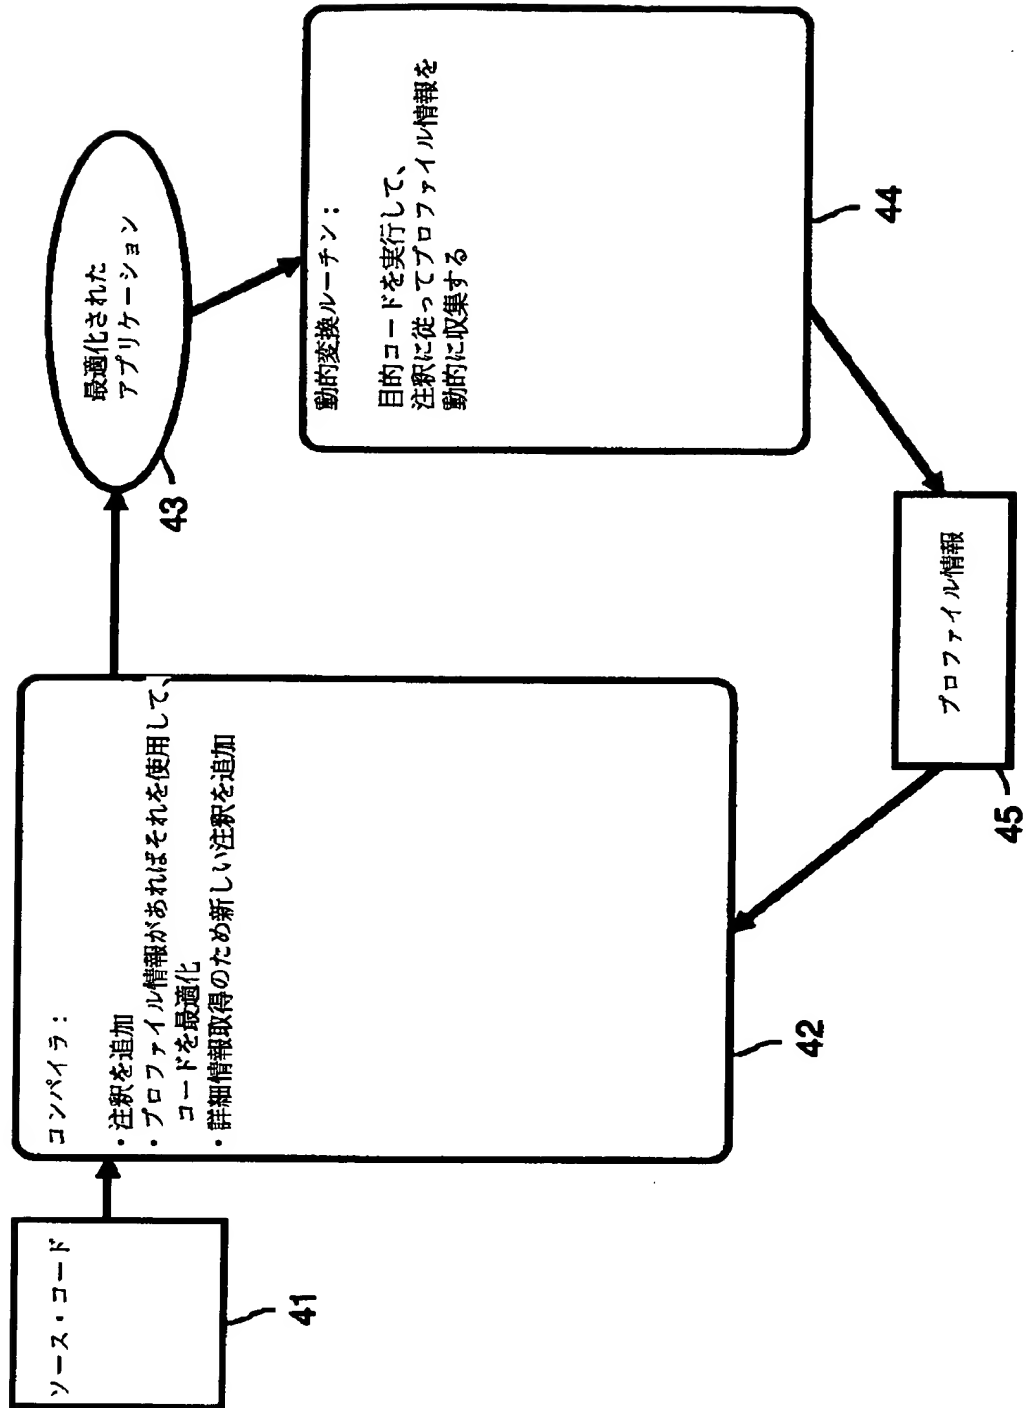 ソース・コード
41
コンパイラ：
・注釈を追加
・プロファイル情報があればそれを使用して、
コードを最適化
・詳細情報取得のため新しい注釈を追加
42
最適化された
アプリケーション
43
動的変換ルーチン：
目的コードを実行して、
注釈に従ってプロファイル情報を
動的に収集する
44
プロファイル情報
45